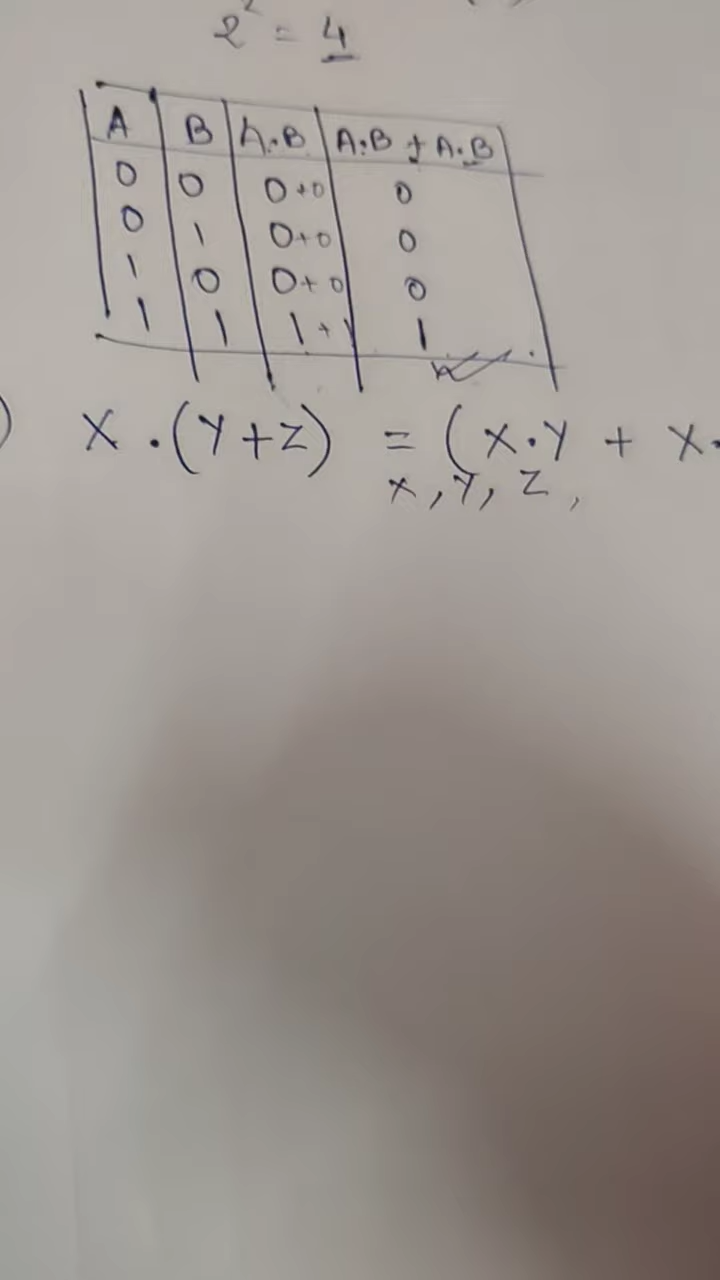 2² = 4
A B A.B A.B + A.B
0 0 0+0 0
0 1 0+0 0
1 0 0+0 0
1 1 1+1 1
) X .(Y+Z) = ( X.Y + X.
X, Y, Z,